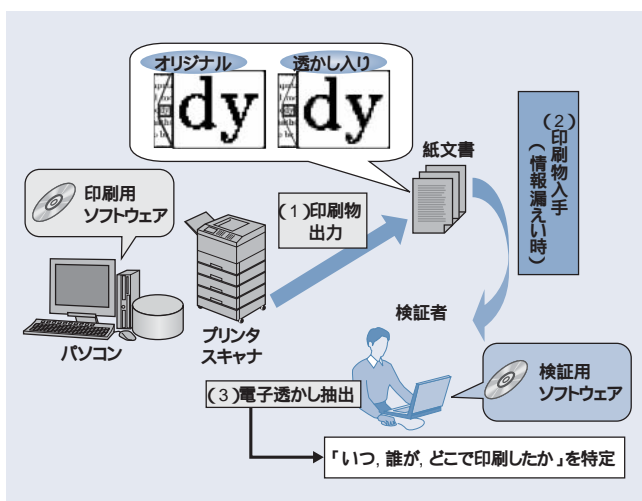 オリジナル
透かし入り
dy
dy
紙文書
(2)印刷物入手
(情報漏えい時)
印刷用
ソフトウェア
(1)印刷物
出力
パソコン
プリンタ
スキャナ
検証者
検証用
ソフトウェア
(3)電子透かし抽出
「いつ, 誰が, どこで印刷したか」を特定